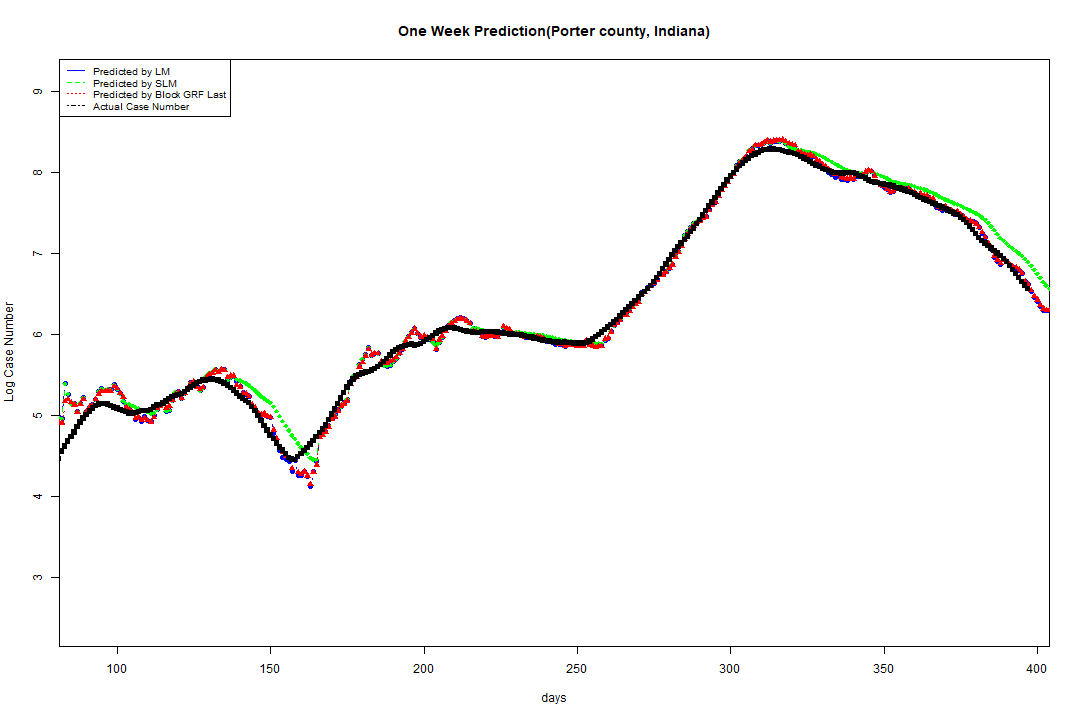 One Week Prediction(Porter county, Indiana)
Predicted by LM
Predicted by SLM
Predicted by Block GRF Last
Actual Case Number
9
8
7
6
5
4
3
Log Case Number
100 150 200 250 300 350 400
days